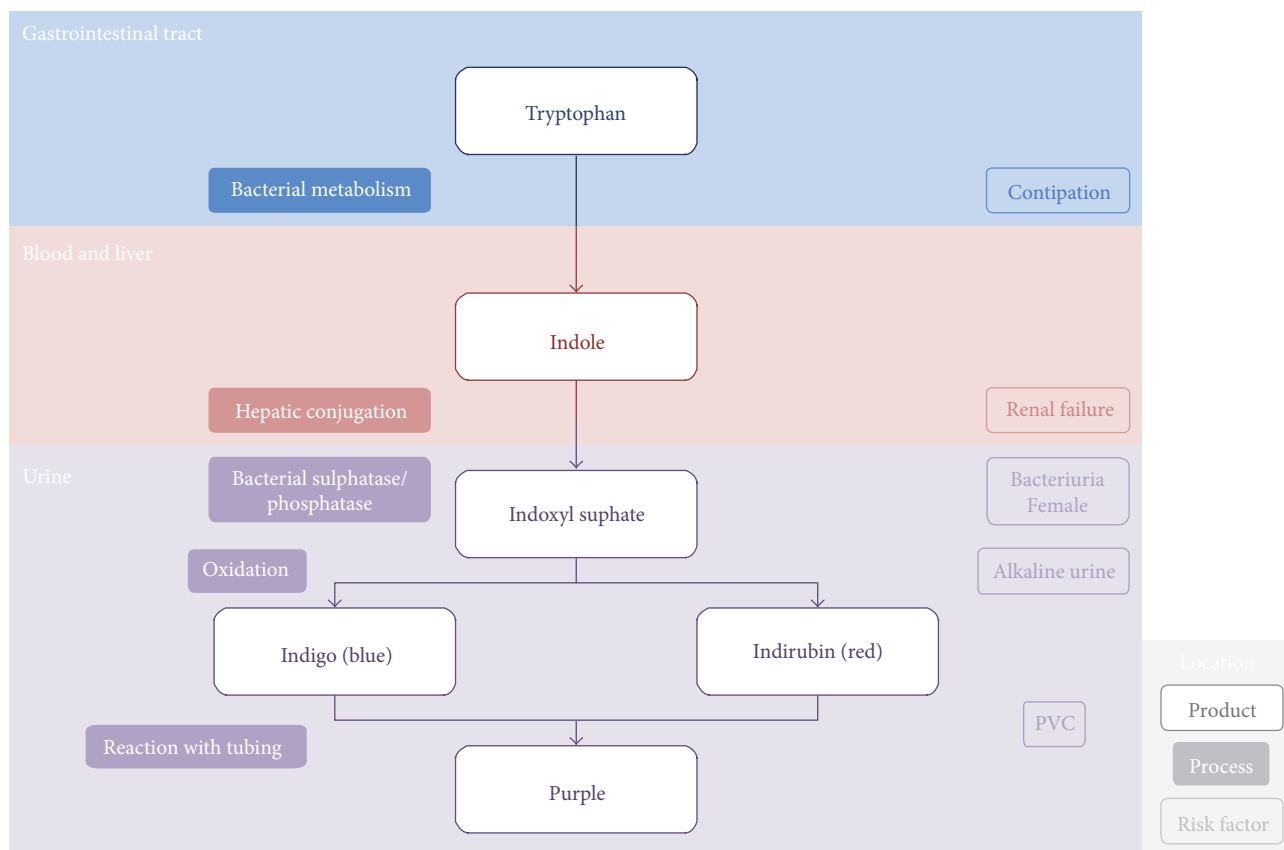 Gastrointestinal tract
Tryptophan
Bacterial metabolism
Contipation
Blood and liver
Indole
Hepatic conjugation
Renal failure
Urine
Bacterial sulphatase/
phosphatase
Indoxyl suphate
Bacteriuria
Female
Oxidation
Alkaline urine
Indigo (blue)
Indirubin (red)
Reaction with tubing
PVC
Purple
Location
Product
Process
Risk factor